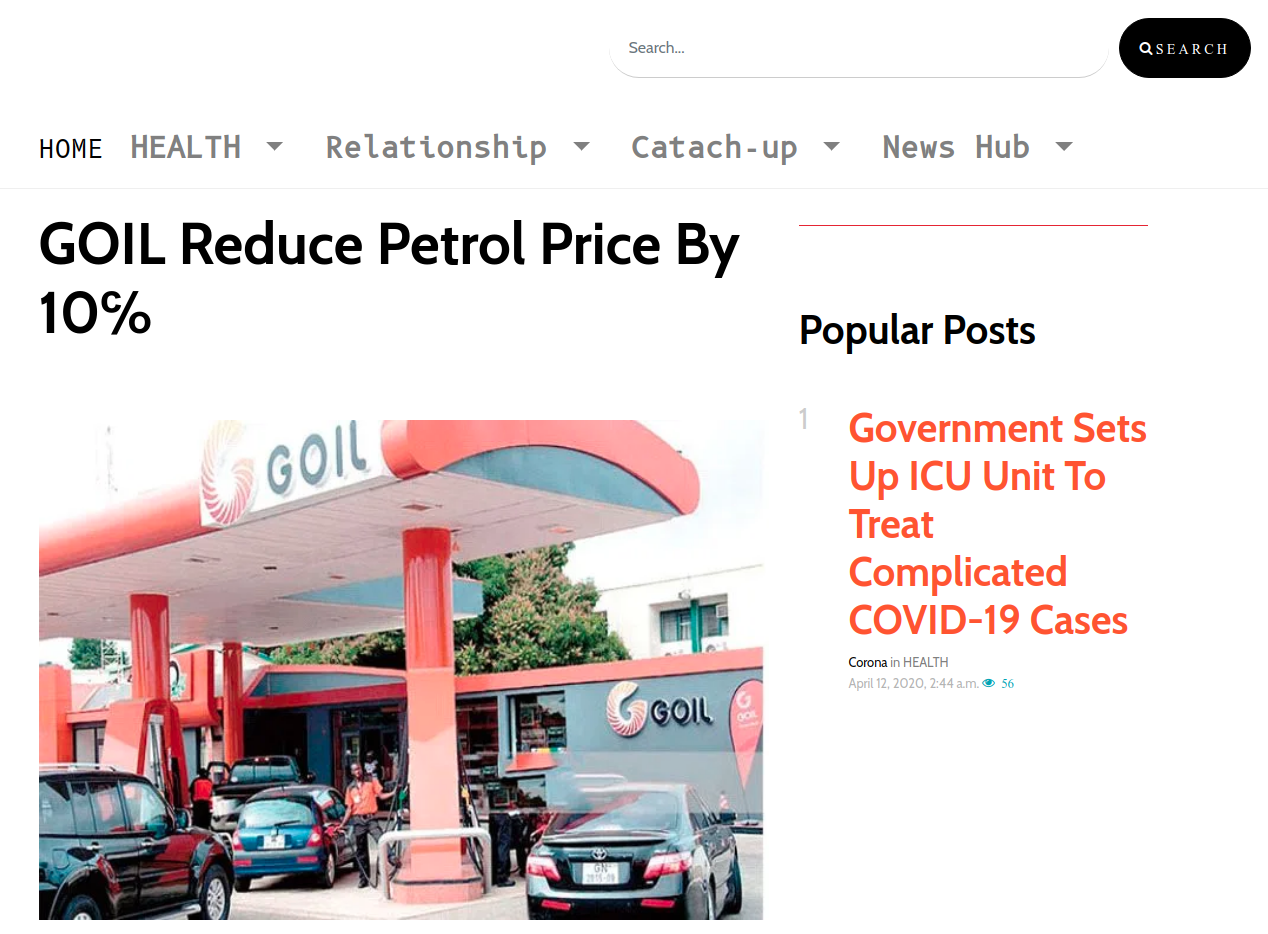 Search...
SEARCH
HOME HEALTH Relationship Catach-up News Hub
GOIL Reduce Petrol Price By
10℅
GOIL
GOIL
GOIL
Popular Posts
1
Government Sets
Up ICU Unit To
Treat
Complicated
COVID-19 Cases
Corona in HEALTH
April 12, 2020, 2:44 a.m. 56